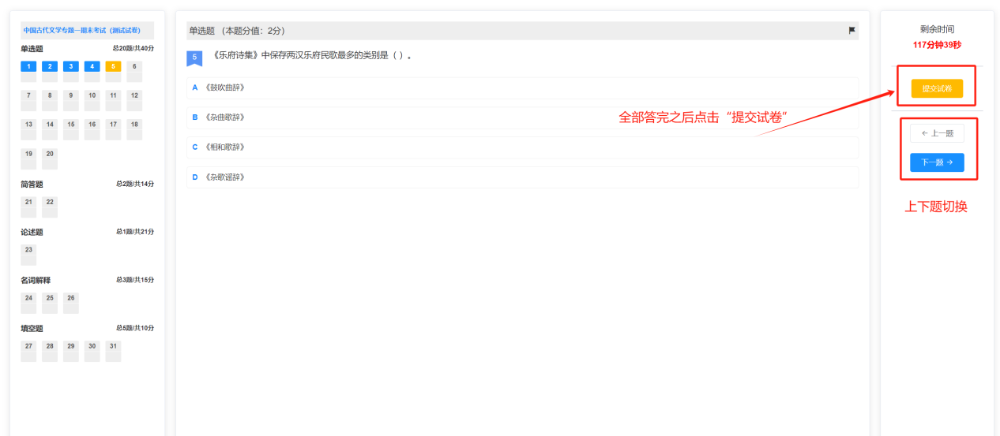 中国古代文学专题一期末考试（测试试卷）
单选题 总20题/共40分
1 2 3 4 5 6
7 8 9 10 11 12
13 14 15 16 17 18
19 20
简答题 总2题/共14分
21 22
论述题 总1题/共21分
23
名词解释 总3题/共15分
24 25 26
填空题 总5题/共10分
27 28 29 30 31
单选题 （本题分值：2分）
5 《乐府诗集》中保存两汉乐府民歌最多的类别是（ ）。
A 《鼓吹曲辞》
B 《杂曲歌辞》
C 《相和歌辞》
D 《杂歌谣辞》
全部答完之后点击“提交试卷”
剩余时间
117分钟39秒
提交试卷
← 上一题
下一题 →
上下题切换